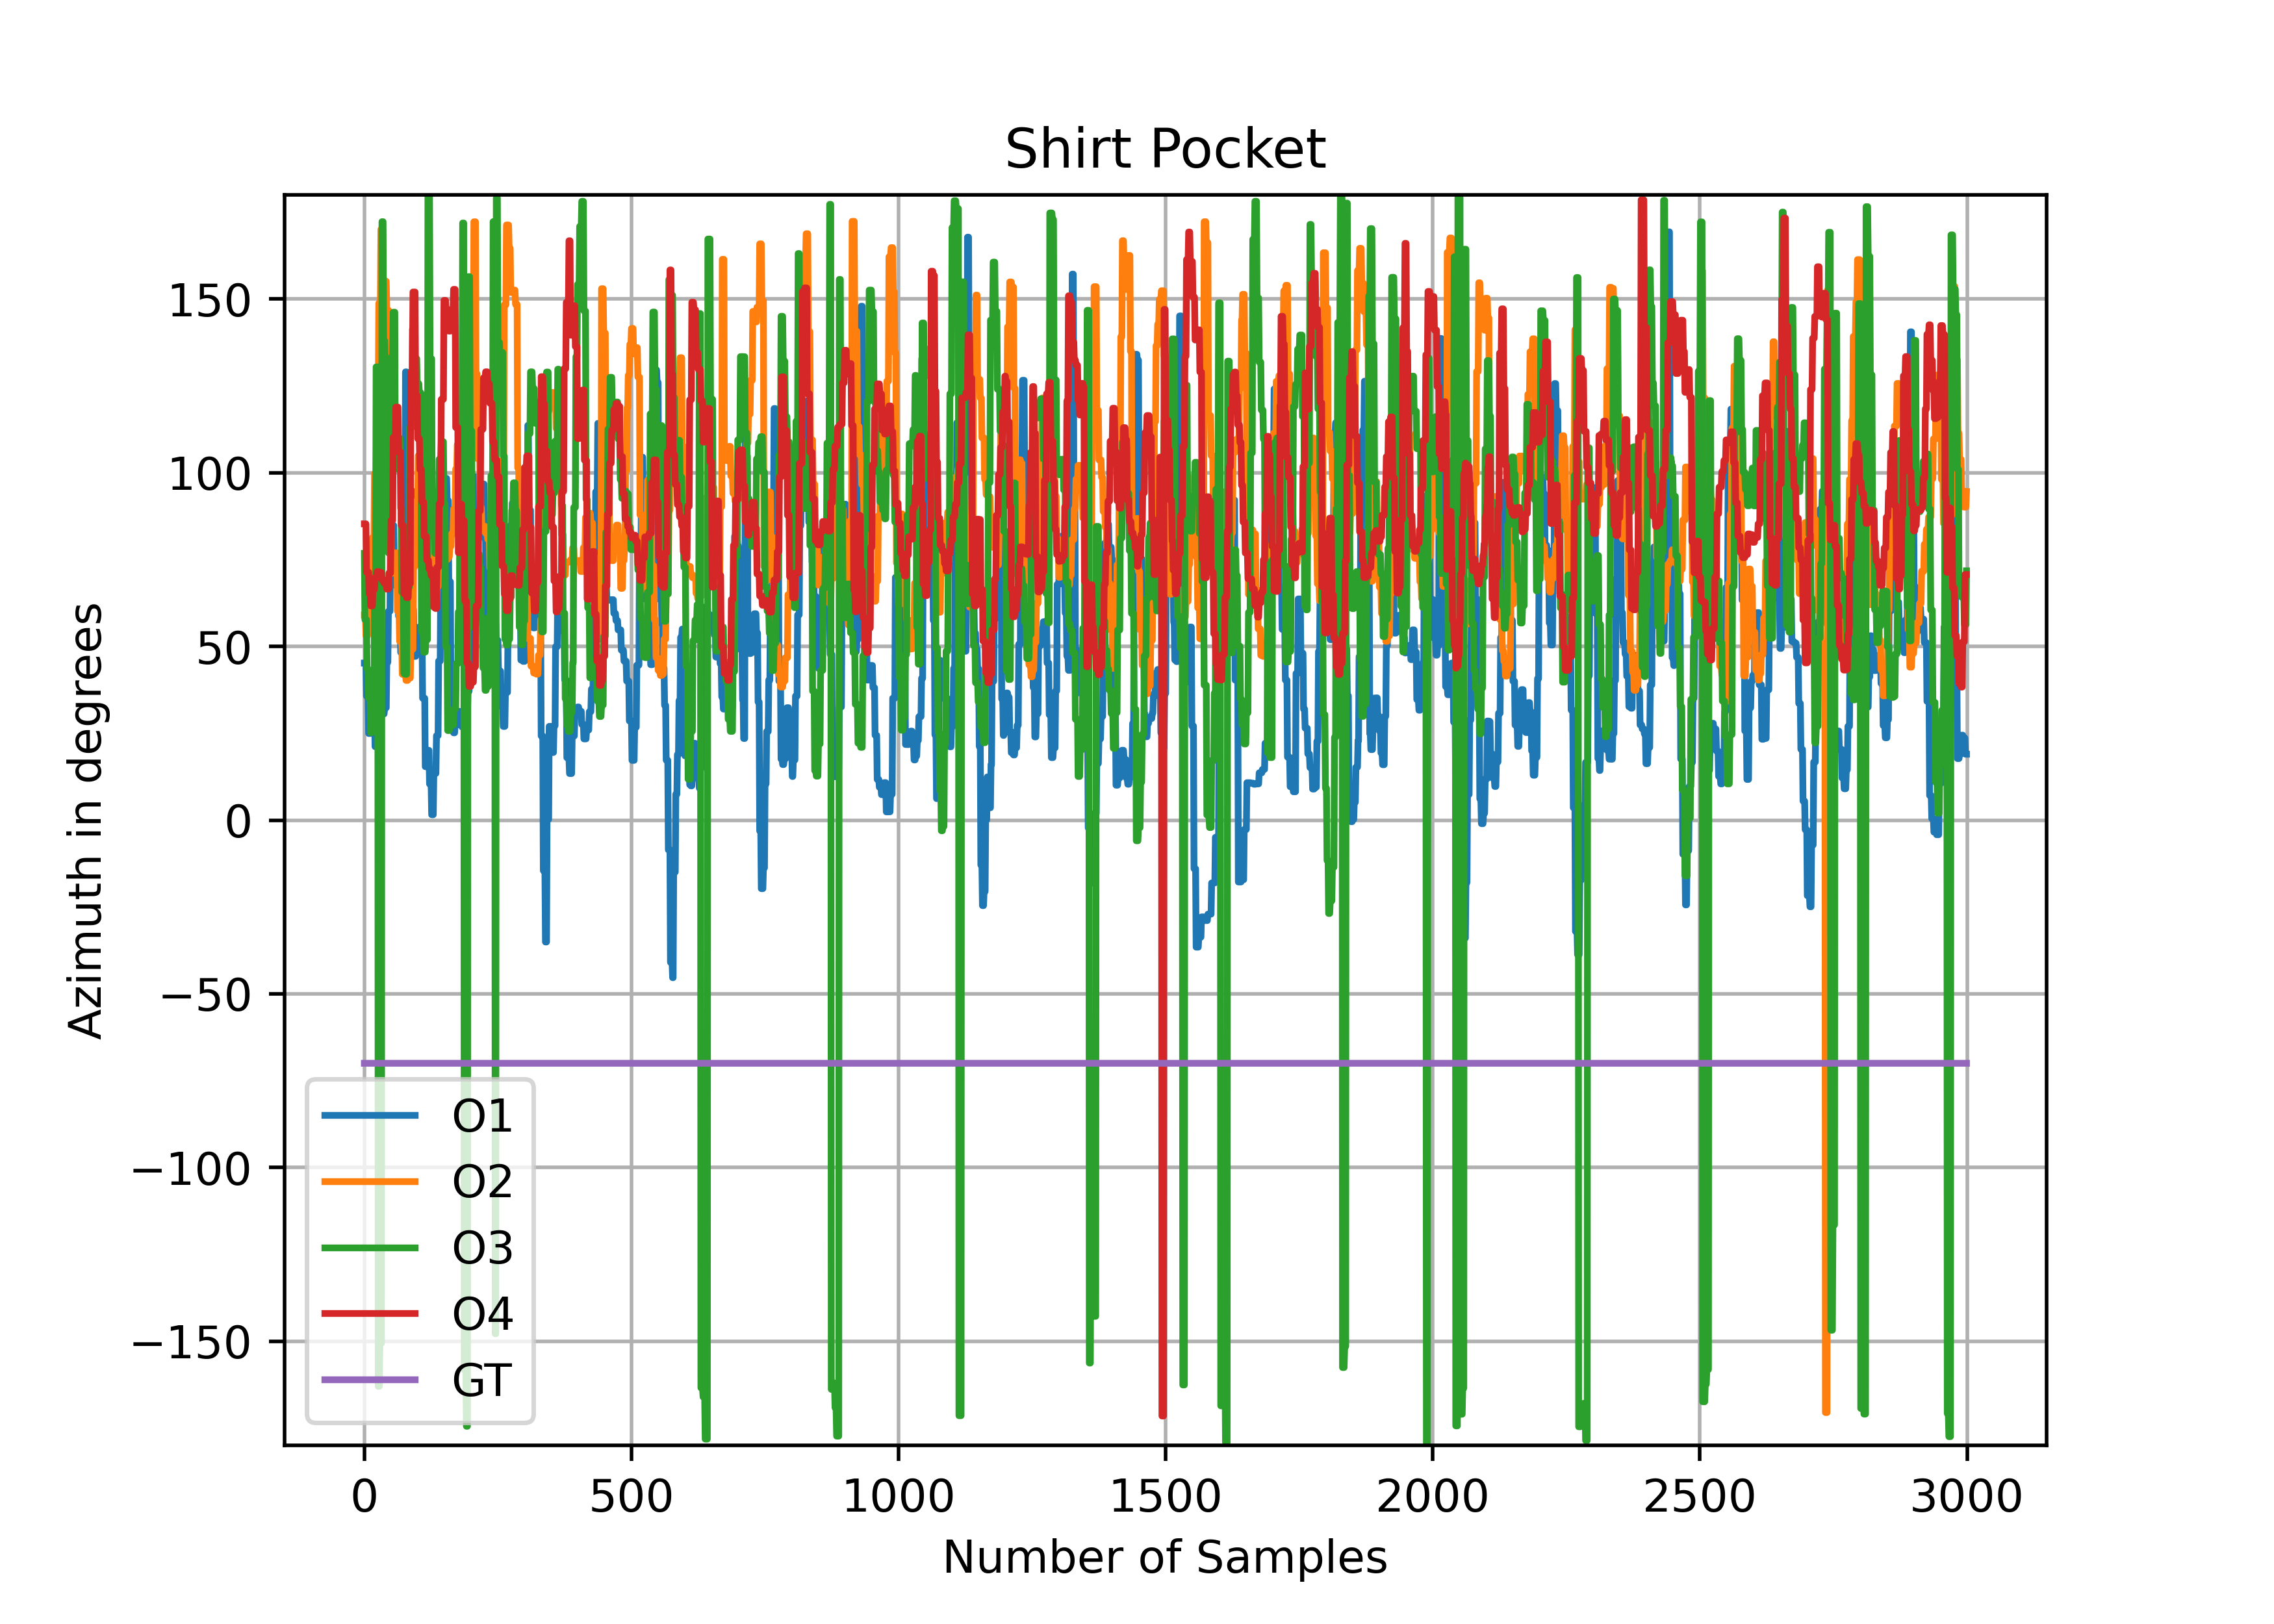 Shirt Pocket
Azimuth in degrees
150
100
50
0
−50
−100
−150
O1
O2
O3
O4
GT
0 500 1000 1500 2000 2500 3000
Number of Samples